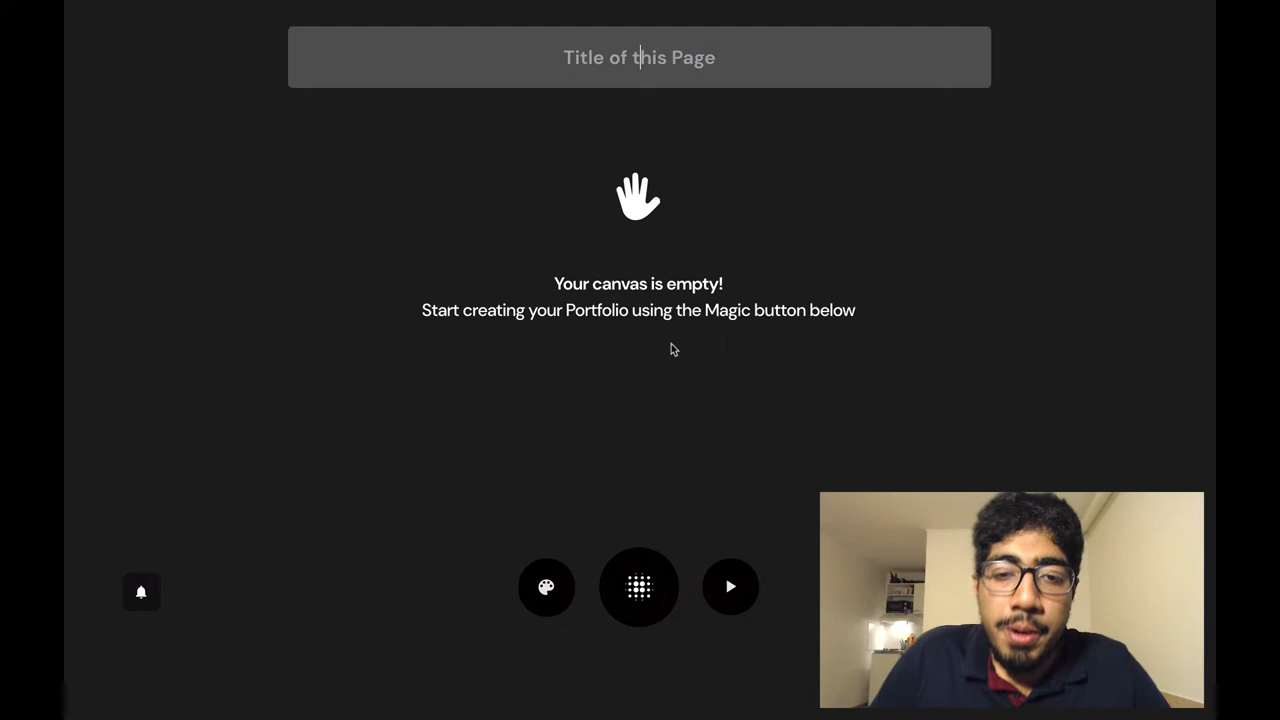 Title of this Page
Your canvas is empty!
Start creating your Portfolio using the Magic button below